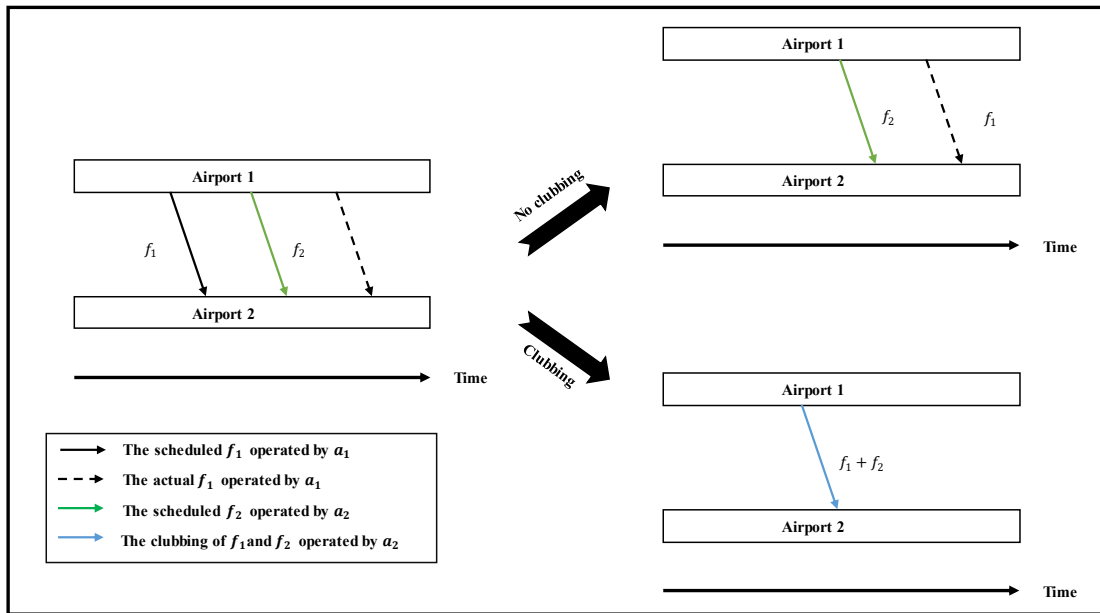 Airport 1
f₁
f₂
Airport 2
Time
No clubbing
Clubbing
Airport 1
f₂
f₁
Airport 2
Time
Airport 1
f₁ + f₂
Airport 2
Time
The scheduled f₁ operated by a₁
The actual f₁ operated by a₁
The scheduled f₂ operated by a₂
The clubbing of f₁and f₂ operated by a₂